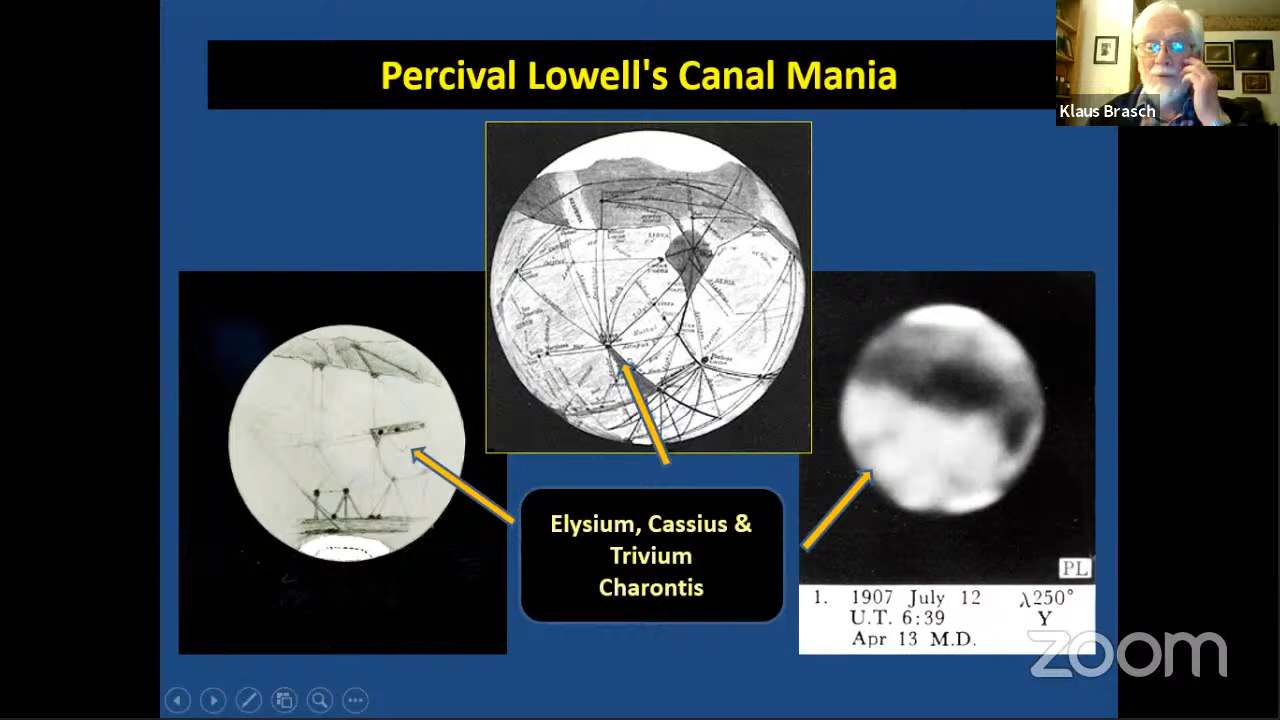 Percival Lowell's Canal Mania
Klaus Brasch
AERIA
Elysium, Cassius &
Trivium
Charontis
PL
1. 1907 July 12 λ250°
U.T. 6:39 Y
Apr 13 M.D.
zoom